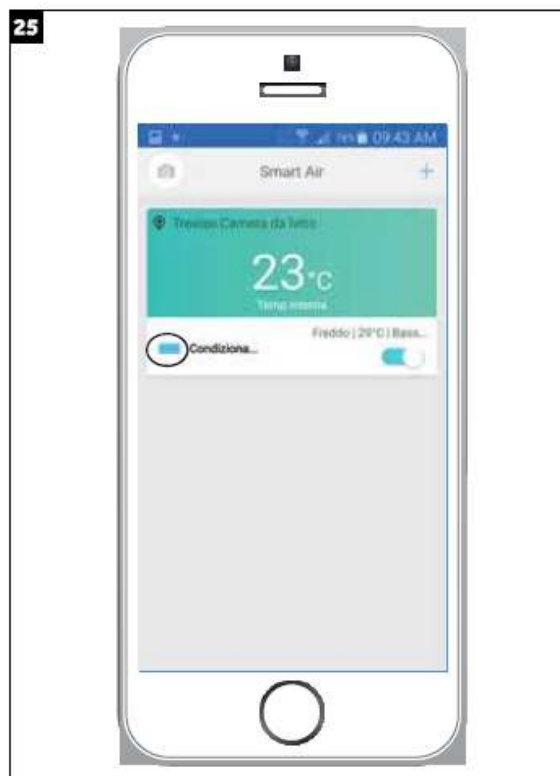 25
09:43 AM
Smart Air
+
Treviso Camera da letto
23°C
Temp interna
Freddo | 29°C | Bass...
Condiziona...